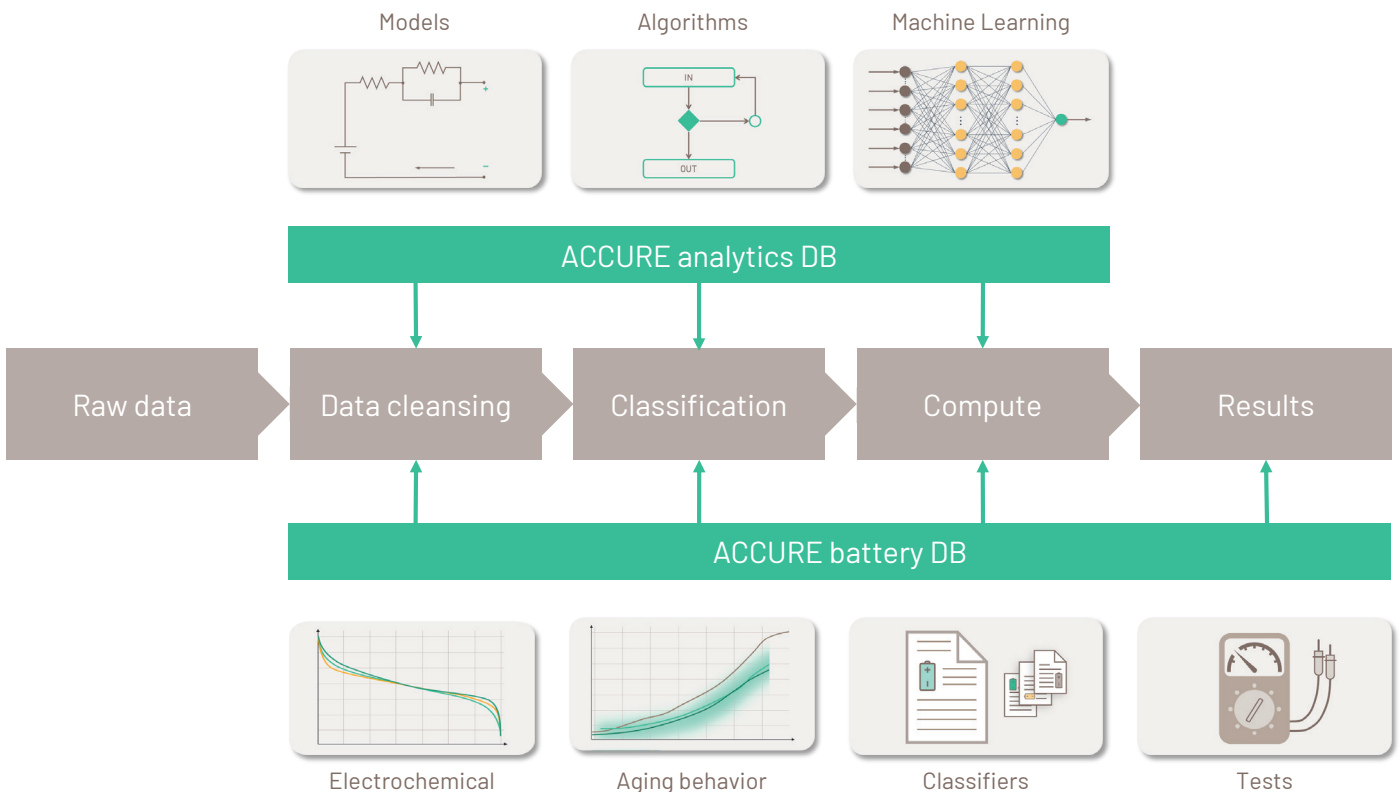 Models
Algorithms
Machine Learning
IN
OUT
+
−
ACCURE analytics DB
Raw data
Data cleansing
Classification
Compute
Results
ACCURE battery DB
+
I
Electrochemical
Aging behavior
Classifiers
Tests